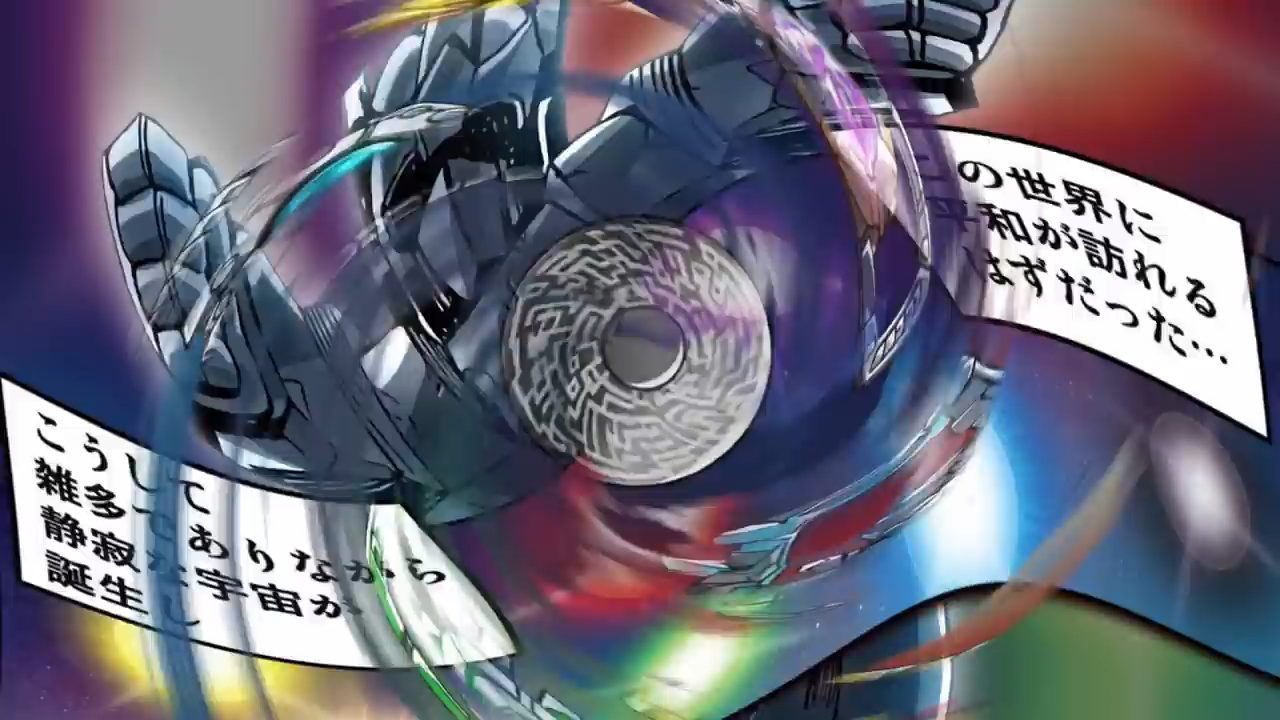 この世界に
平和が訪れる
はずだった…
こうして
雑多でありながら
静寂な宇宙が
誕生し